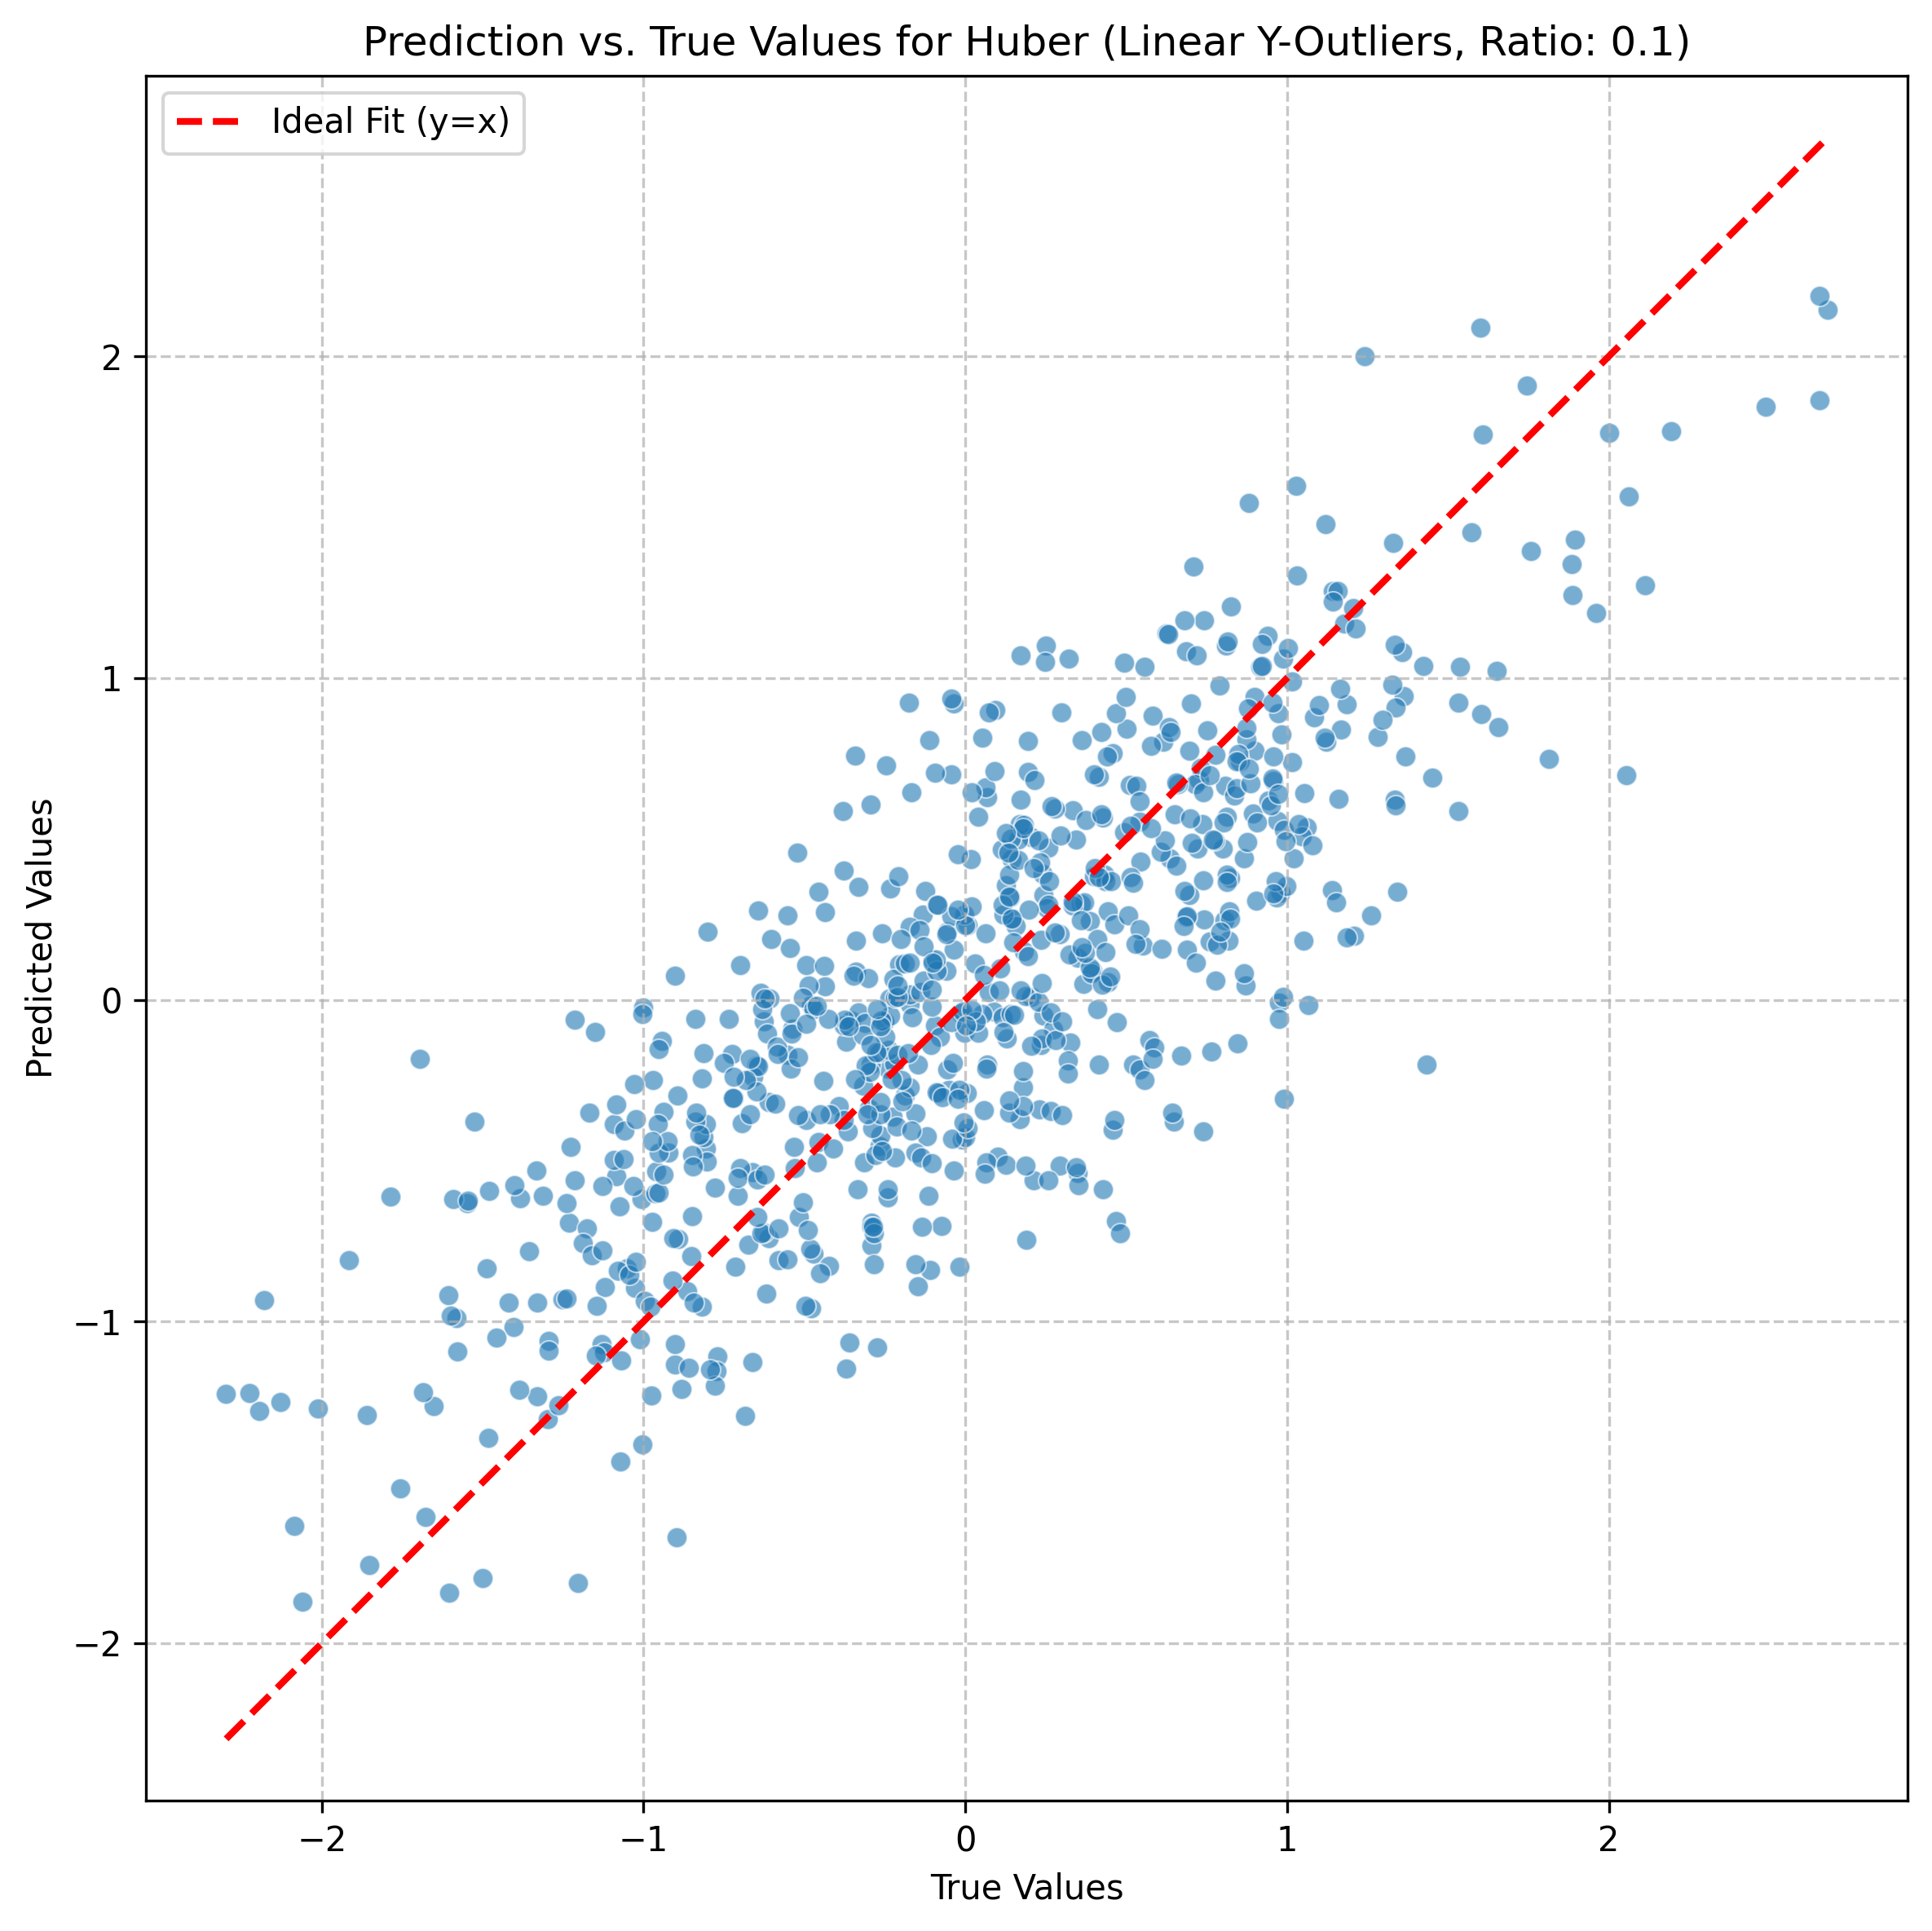 Prediction vs. True Values for Huber (Linear Y-Outliers, Ratio: 0.1)
Ideal Fit (y=x)
Predicted Values
2
1
0
−1
−2
−2
−1
0
1
2
True Values